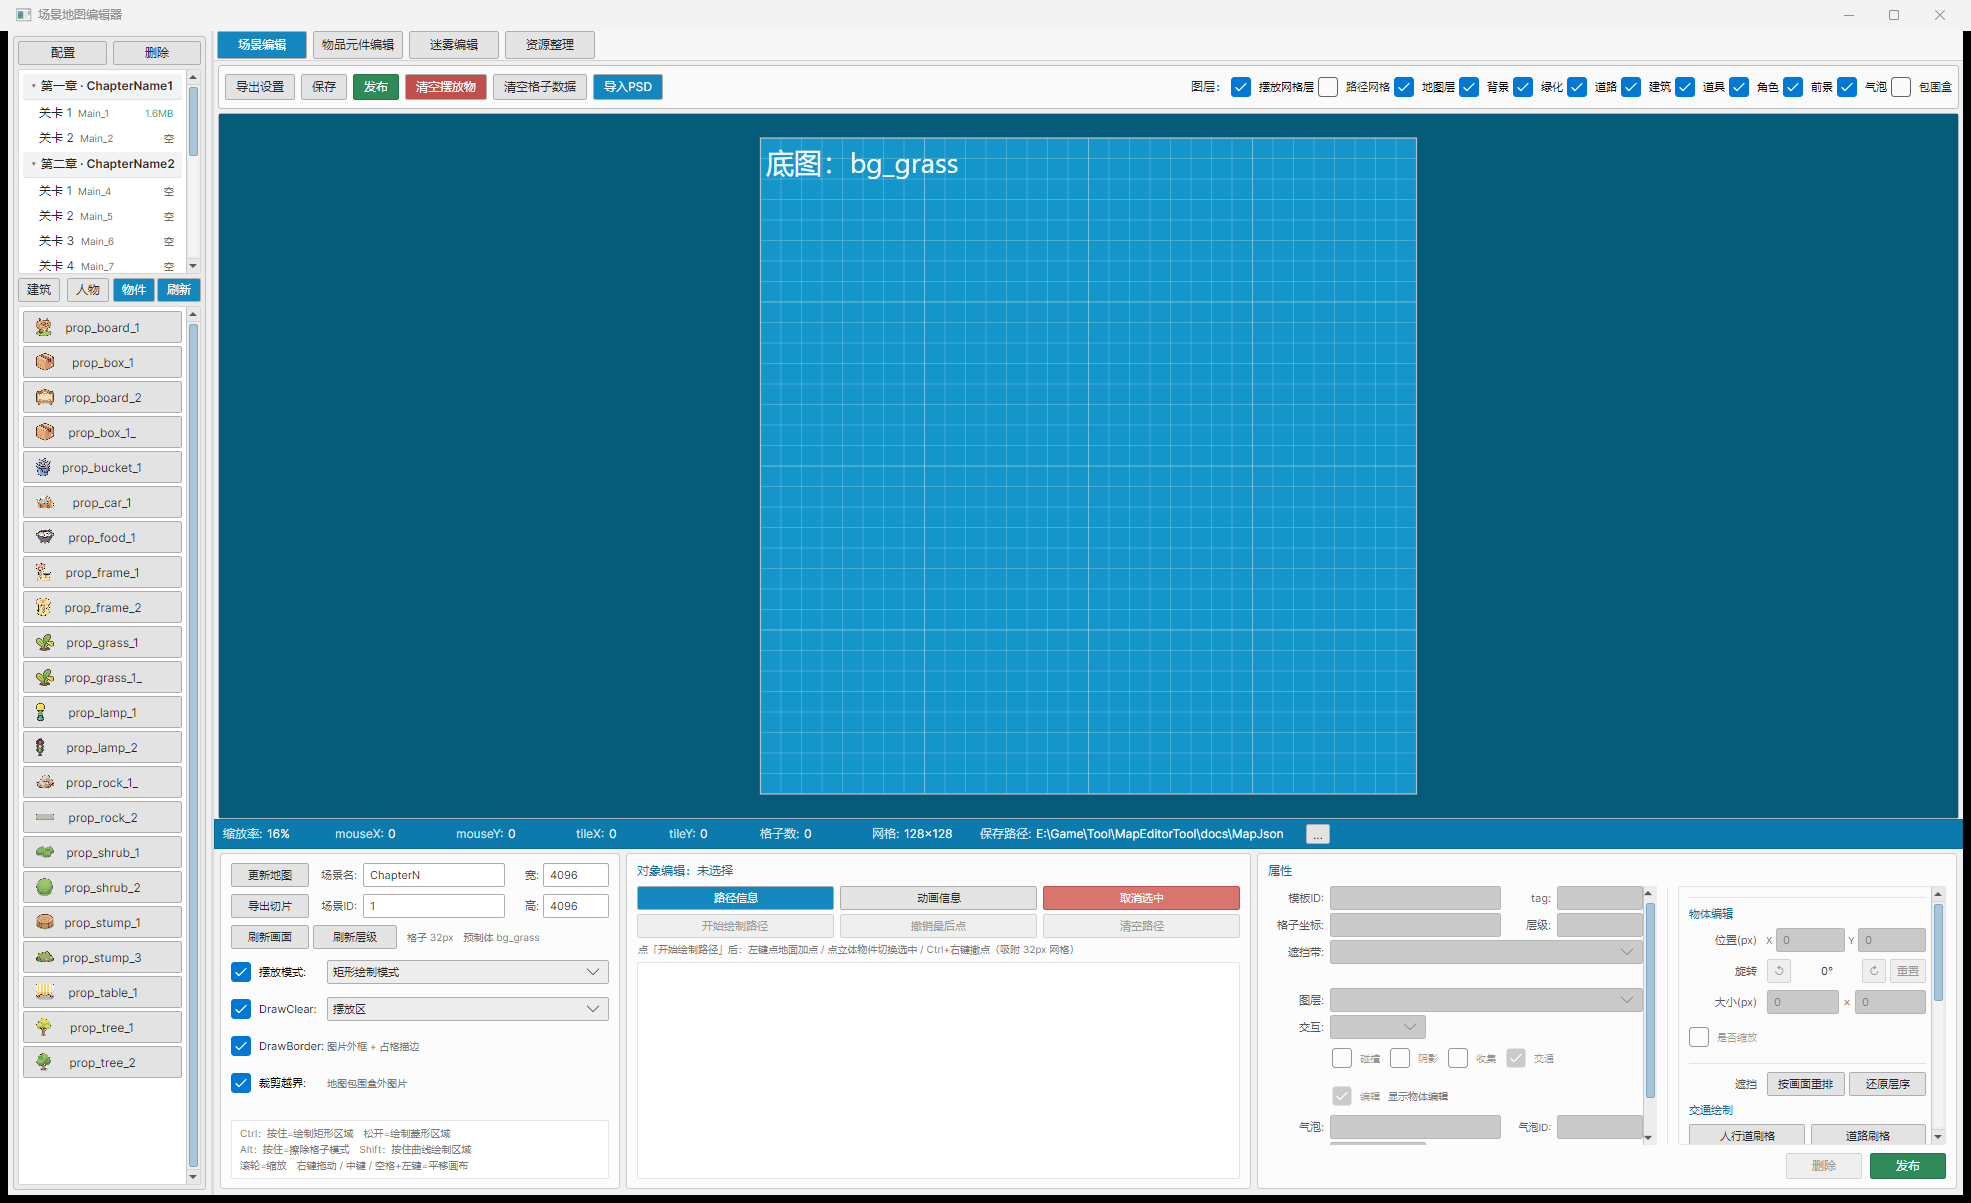 场景地图编辑器
配置 删除
第一章 · ChapterName1
关卡 1 Main_1 1.6MB
关卡 2 Main_2 空
第二章 · ChapterName2
关卡 1 Main_4 空
关卡 2 Main_5 空
关卡 3 Main_6 空
关卡 4 Main_7 空
建筑 人物 物件 刷新
prop_board_1
prop_box_1
prop_board_2
prop_box_1_
prop_bucket_1
prop_car_1
prop_food_1
prop_frame_1
prop_frame_2
prop_grass_1
prop_grass_1_
prop_lamp_1
prop_lamp_2
prop_rock_1_
prop_rock_2
prop_shrub_1
prop_shrub_2
prop_stump_1
prop_stump_3
prop_table_1
prop_tree_1
prop_tree_2
场景编辑 物品元件编辑 迷雾编辑 资源整理
导出设置 保存 发布 清空摆放物 清空格子数据 导入PSD
图层: 摆放网格层 路径网格 地图层 背景 绿化 道路 建筑 道具 角色 前景 气泡 包围盒
底图：bg_grass
缩放率: 16% mouseX: 0 mouseY: 0 tileX: 0 tileY: 0 格子数: 0 网格: 128×128 保存路径: E:\Game\Tool\MapEditorTool\docs\MapJson ...
更新地图 场景名: ChapterN 宽: 4096
导出切片 场景ID: 1 高: 4096
刷新画面 刷新层级 格子 32px 预制体 bg_grass
摆放模式: 矩形绘制模式
DrawClear: 摆放区
DrawBorder: 图片外框 + 占格描边
裁剪越界: 地图包围盒外图片
Ctrl：按住=绘制矩形区域 松开=绘制菱形区域
Alt：按住=擦除格子模式 Shift：按住曲线绘制区域
滚轮=缩放 右键拖动 / 中键 / 空格+左键=平移画布
对象编辑：未选择
路径信息 动画信息 取消选中
开始绘制路径 撤销最后点 清空路径
点「开始绘制路径」后：左键点地面加点 / 点立体物件切换选中 / Ctrl+右键撤点（吸附 32px 网格）
属性
模板ID: tag:
格子坐标: 层级:
遮挡带:
图层:
交互:
碰撞 阴影 收集 交通
编辑 显示物体编辑
气泡: 气泡ID:
物体编辑
位置(px) X 0 Y 0
旋转 0° 重置
大小(px) 0 × 0
是否缩放
遮挡 按画面重排 还原层序
交通绘制
人行道刷格 道路刷格
删除 发布